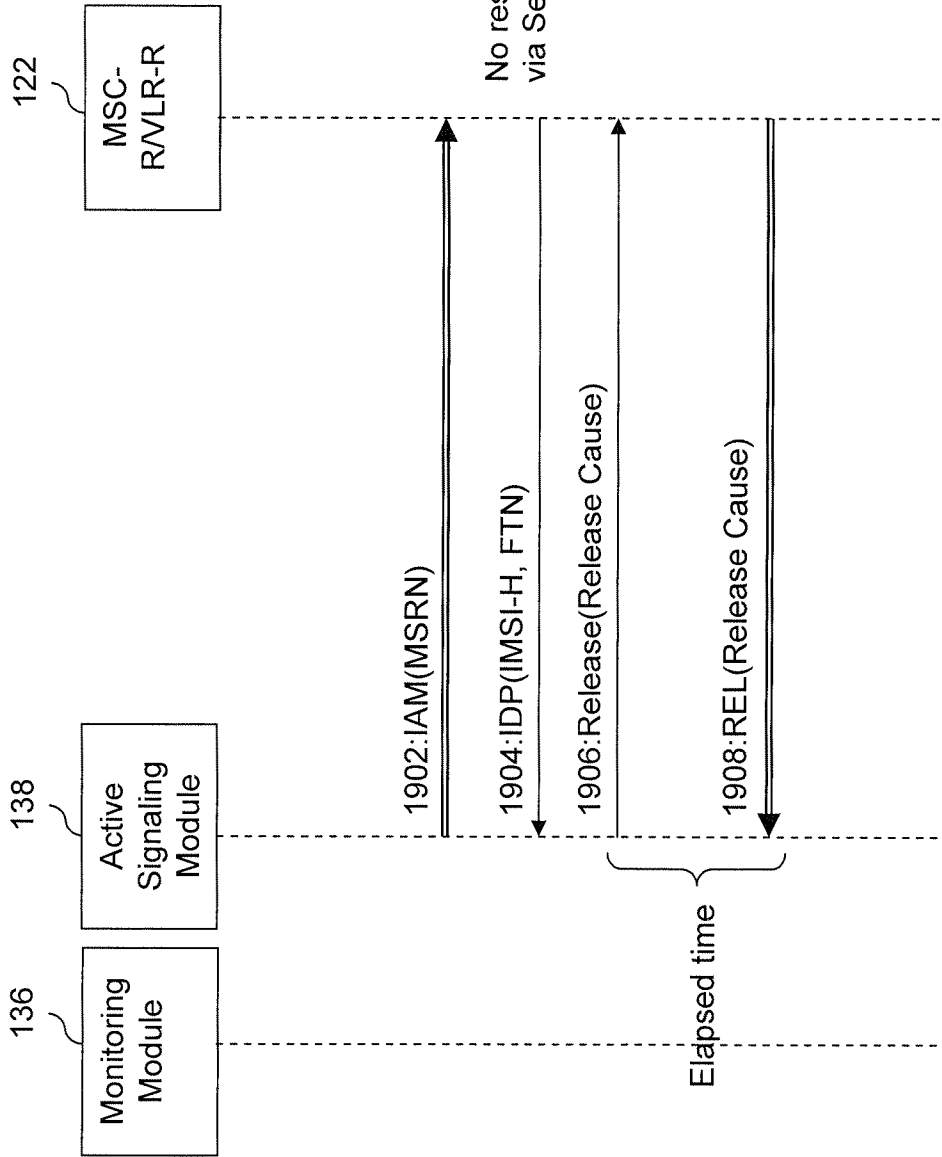 136
Monitoring
Module
138
Active
Signaling
Module
122
MSC-
R/VLR-R
1902:IAM(MSRN)
No res
via Se
1904:IDP(IMSI-H, FTN)
1906:Release(Release Cause)
Elapsed time
1908:REL(Release Cause)